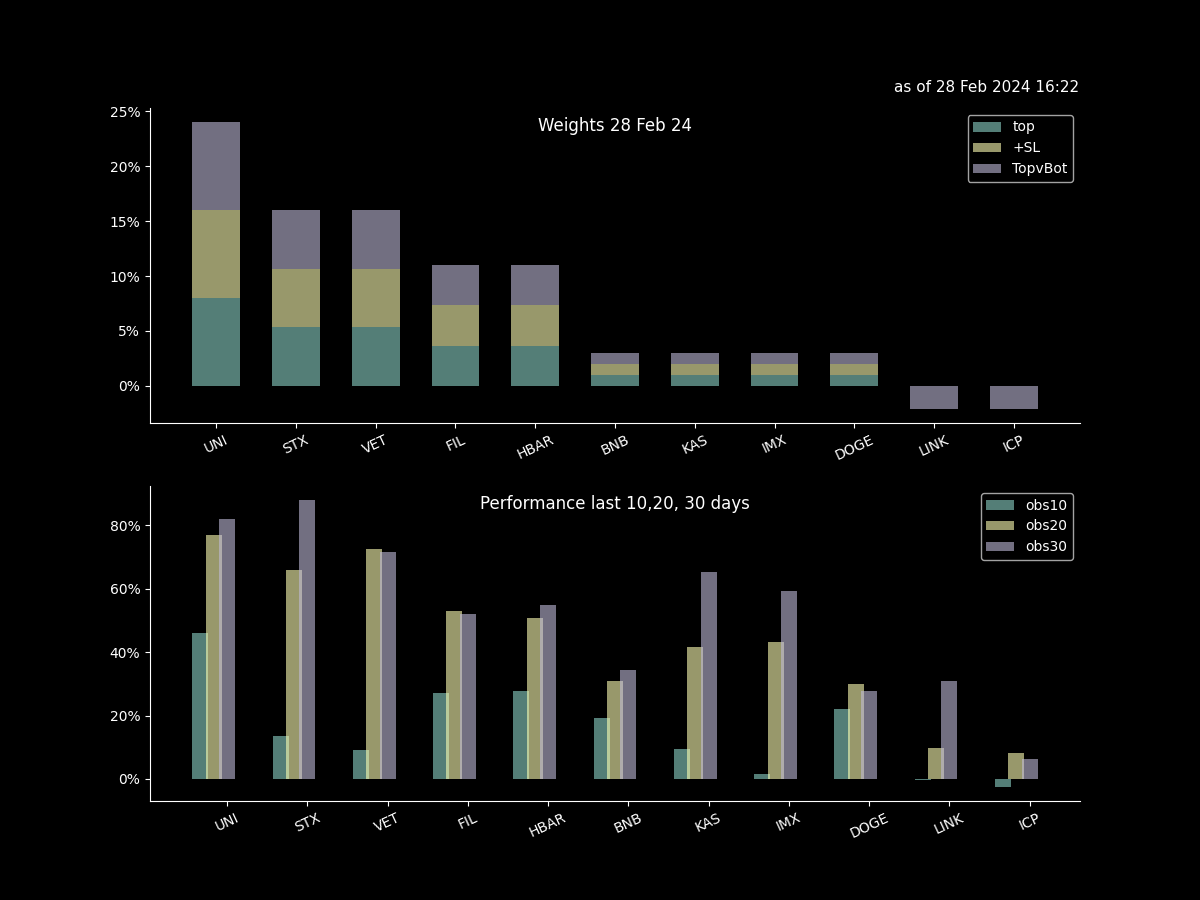 as of 28 Feb 2024 16:22
Weights 28 Feb 24
25%
20%
15%
10%
5%
0%
top
+SL
TopvBot
UNI STX VET FIL HBAR BNB KAS IMX DOGE LINK ICP
Performance last 10,20, 30 days
80%
60%
40%
20%
0%
obs10
obs20
obs30
UNI STX VET FIL HBAR BNB KAS IMX DOGE LINK ICP